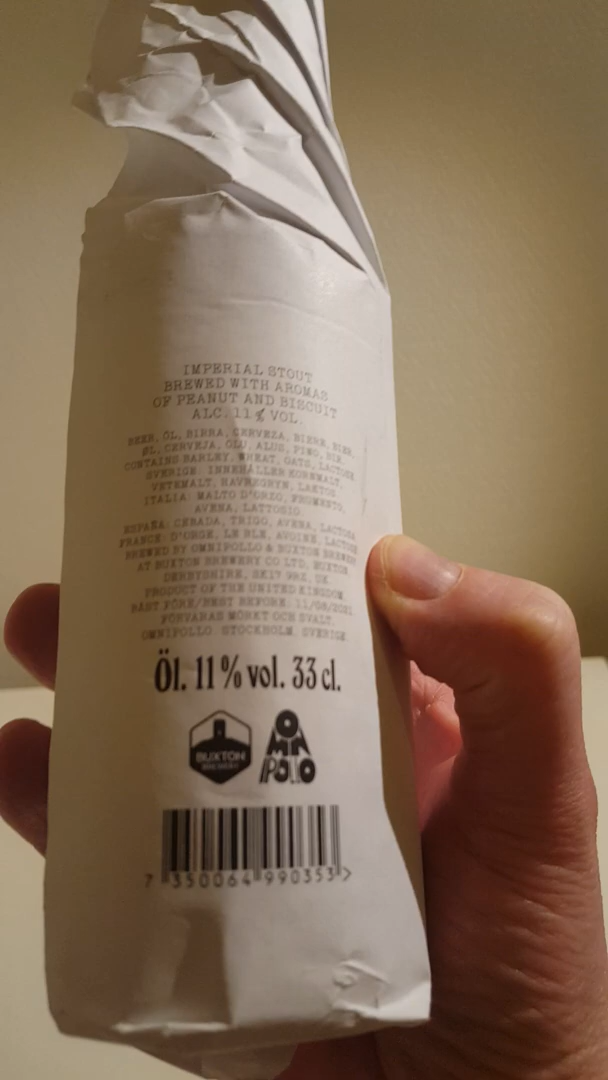 IMPERIAL STOUT
BREWED WITH AROMAS
OF PEANUT AND BISCUIT
ALC. 11% VOL.
BEER, ÖL, BIRRA, CERVEZA, BIERE, BIER,
ØL, CERVEJA, OLU, ALUS, PIWO, BIR.
CONTAINS BARLEY, WHEAT, OATS, LACTOSE
SVERIGE: INNEHÅLLER KORNMALT,
VETEMALT, HAVREGRYN, LAKTOS
ITALIA: MALTO D'ORZO, FRUMENTO,
AVENA, LATTOSIO
ESPAÑA: CEBADA, TRIGO, AVENA, LACTOSA
FRANCE: D'ORGE, LE BLE, AVOINE, LACTOSE
BREWED BY OMNIPOLLO & BUXTON BREWERY
AT BUXTON BREWERY CO LTD, BUXTON
DERBYSHIRE, SK17 9RZ, UK
PRODUCT OF THE UNITED KINGDOM
BÄST FÖRE/BEST BEFORE: 11/08/2021
FÖRVARAS MÖRKT OCH SVALT.
OMNIPOLLO. STOCKHOLM. SVERIGE
Öl. 11% vol. 33 cl.
BUXTON
BREWERY
OMNIPOLLO
7 350064 990353 >